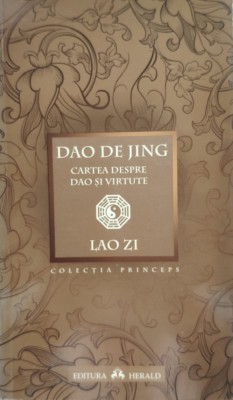 DAO DE JING
CARTEA DESPRE
DAO ȘI VIRTUTE
LAO ZI
COLECȚIA PRINCEPS
EDITURA HERALD